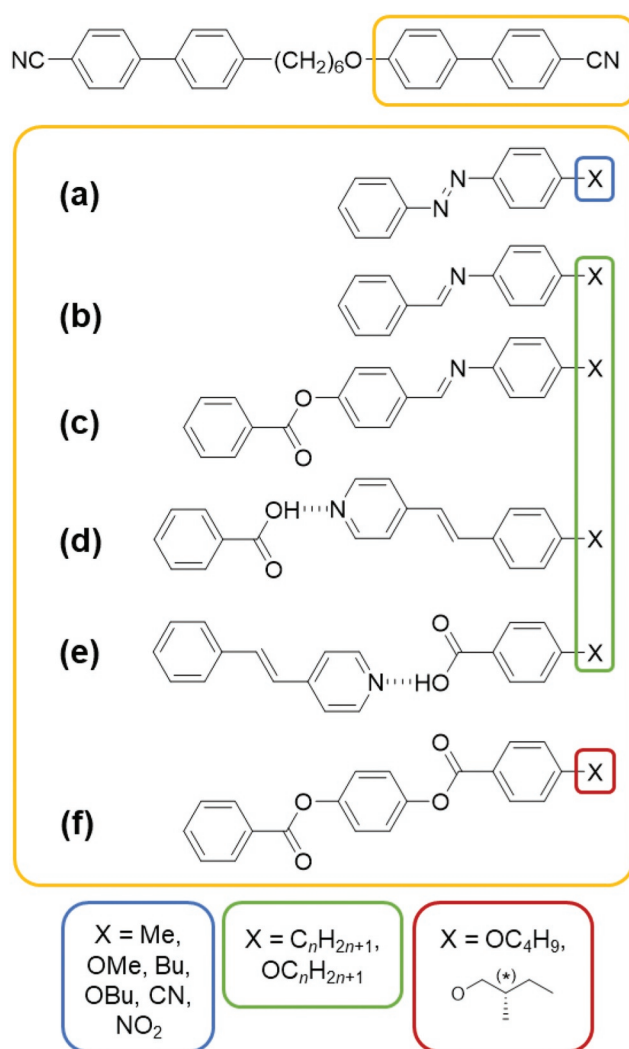 NC (CH2)6O CN
(a) N N X
(b) N X
(c) O O N X
(d) OH N O X
(e) N HO O X
(f) O O O O X
X = Me,
OMe, Bu,
OBu, CN,
NO2
X = CnH2n+1,
OCnH2n+1
X = OC4H9,
O (*)